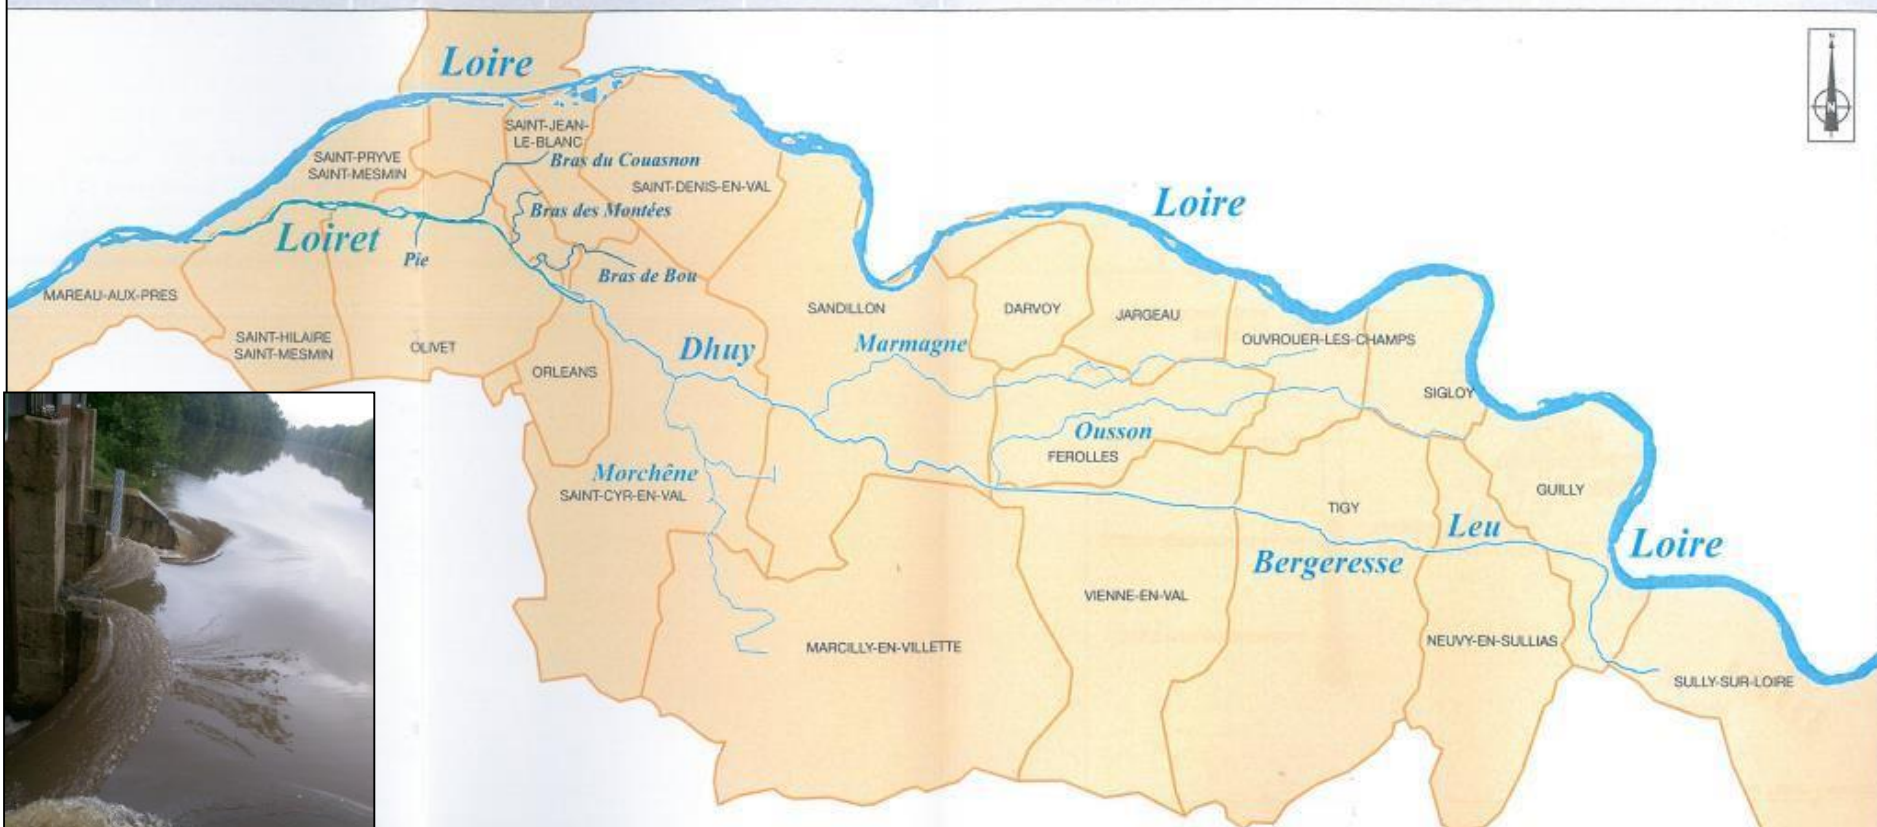 Loire
SAINT-JEAN-
LE-BLANC
SAINT-PRYVE
SAINT-MESMIN
Bras du Couasnon
SAINT-DENIS-EN-VAL
Bras des Montées
Loire
Loiret
Pie
Bras de Bou
MAREAU-AUX-PRES
SANDILLON
DARVOY
JARGEAU
SAINT-HILAIRE
SAINT-MESMIN
OLIVET
Dhuy
Marmagne
OUVROUER-LES-CHAMPS
ORLEANS
SIGLOY
Ousson
FEROLLES
Morchêne
SAINT-CYR-EN-VAL
GUILLY
TIGY
Leu
Loire
Bergeresse
VIENNE-EN-VAL
MARCILLY-EN-VILLETTE
NEUVY-EN-SULLIAS
SULLY-SUR-LOIRE
N